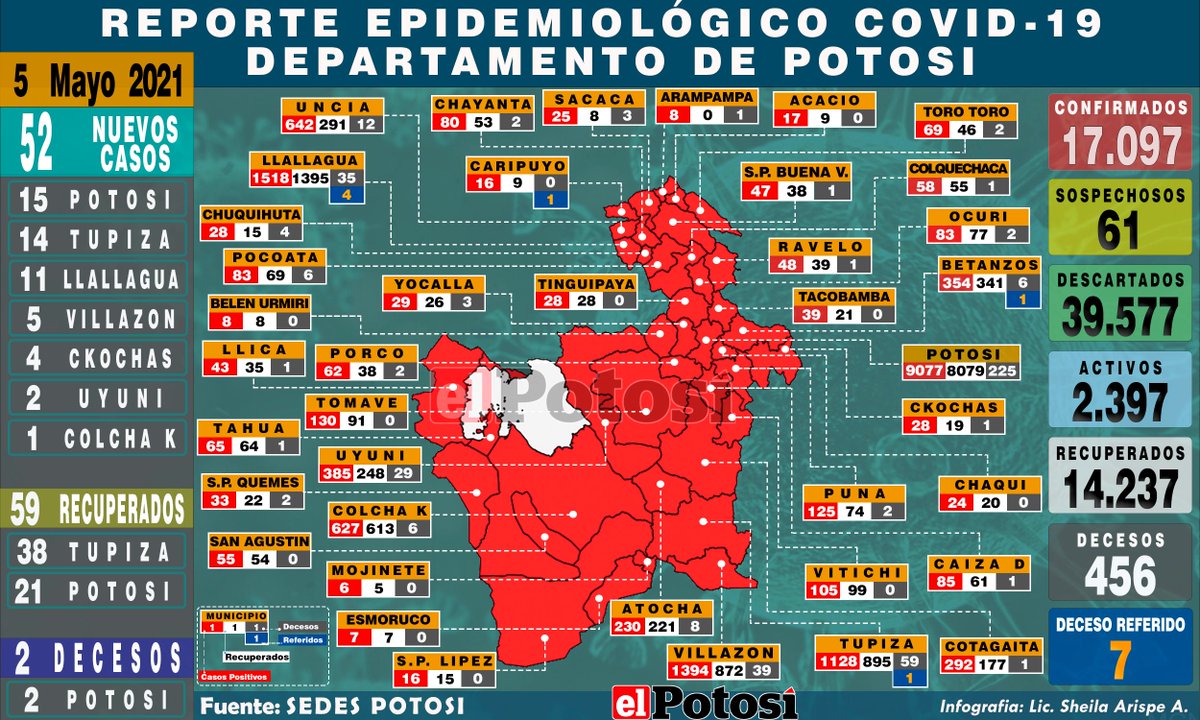 REPORTE EPIDEMIOLÓGICO COVID-19
DEPARTAMENTO DE POTOSI
5 Mayo 2021
52 NUEVOS CASOS
15 POTOSI
14 TUPIZA
11 LLALLAGUA
5 VILLAZON
4 CKOCHAS
2 UYUNI
1 COLCHA K
59 RECUPERADOS
38 TUPIZA
21 POTOSI
2 DECESOS
2 POTOSI
UNCIA
642 291 12
CHAYANTA
80 53 2
SACACA
25 8 3
ARAMPAMPA
8 0 1
ACACIO
17 9 0
TORO TORO
69 46 2
LLALLAGUA
1518 1395 35
4
CARIPUYO
16 9 0
1
S.P. BUENA V.
47 38 1
COLQUECHACA
58 55 1
CHUQUIHUTA
28 15 4
OCURI
83 77 2
POCOATA
83 69 6
RAVELO
48 39 1
YOCALLA
29 26 3
TINGUIPAYA
28 28 0
BETANZOS
354 341 6
1
BELEN URMIRI
8 8 0
TACOBAMBA
39 21 0
LLICA
43 35 1
PORCO
62 38 2
POTOSI
9077 8079 225
el Potosí
TOMAVE
130 91 0
CKOCHAS
28 19 1
TAHUA
65 64 1
UYUNI
385 248 29
S.P. QUEMES
33 22 2
PUNA
125 74 2
CHAQUI
24 20 0
COLCHA K
627 613 6
SAN AGUSTIN
55 54 0
MOJINETE
6 5 0
VITICHI
105 99 0
CAIZA D
85 61 1
ESMORUCO
7 7 0
ATOCHA
230 221 8
S.P. LIPEZ
16 15 0
VILLAZON
1394 872 39
TUPIZA
1128 895 59
1
COTAGAITA
292 177 1
MUNICIPIO
1 1 1
1
Decesos
Referidos
Recuperados
Casos Positivos
CONFIRMADOS
17.097
SOSPECHOSOS
61
DESCARTADOS
39.577
ACTIVOS
2.397
RECUPERADOS
14.237
DECESOS
456
DECESO REFERIDO
7
Fuente: SEDES POTOSI
el Potosí
Infografia: Lic. Sheila Arispe A.